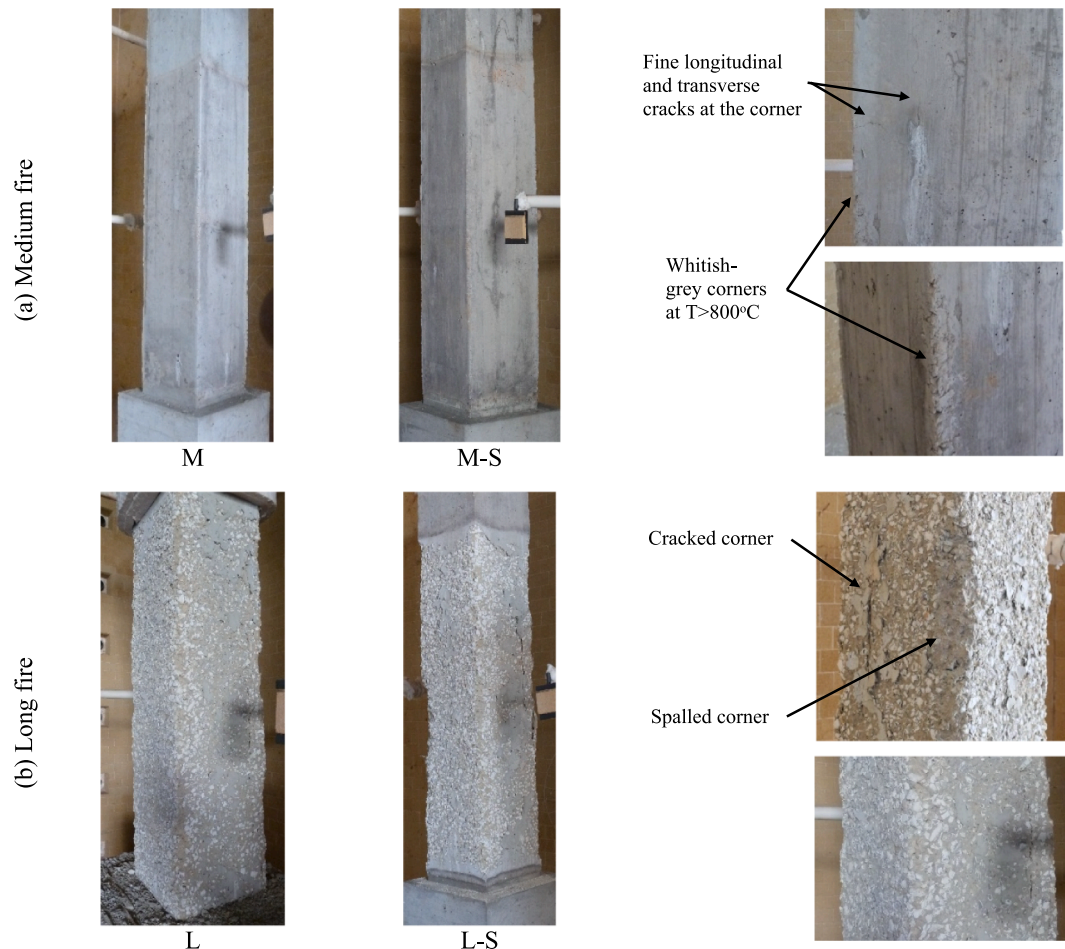 (a) Medium fire
Fine longitudinal
and transverse
cracks at the corner
Whitish-
grey corners
at T>800°C
M
M-S
(b) Long fire
Cracked corner
Spalled corner
L
L-S